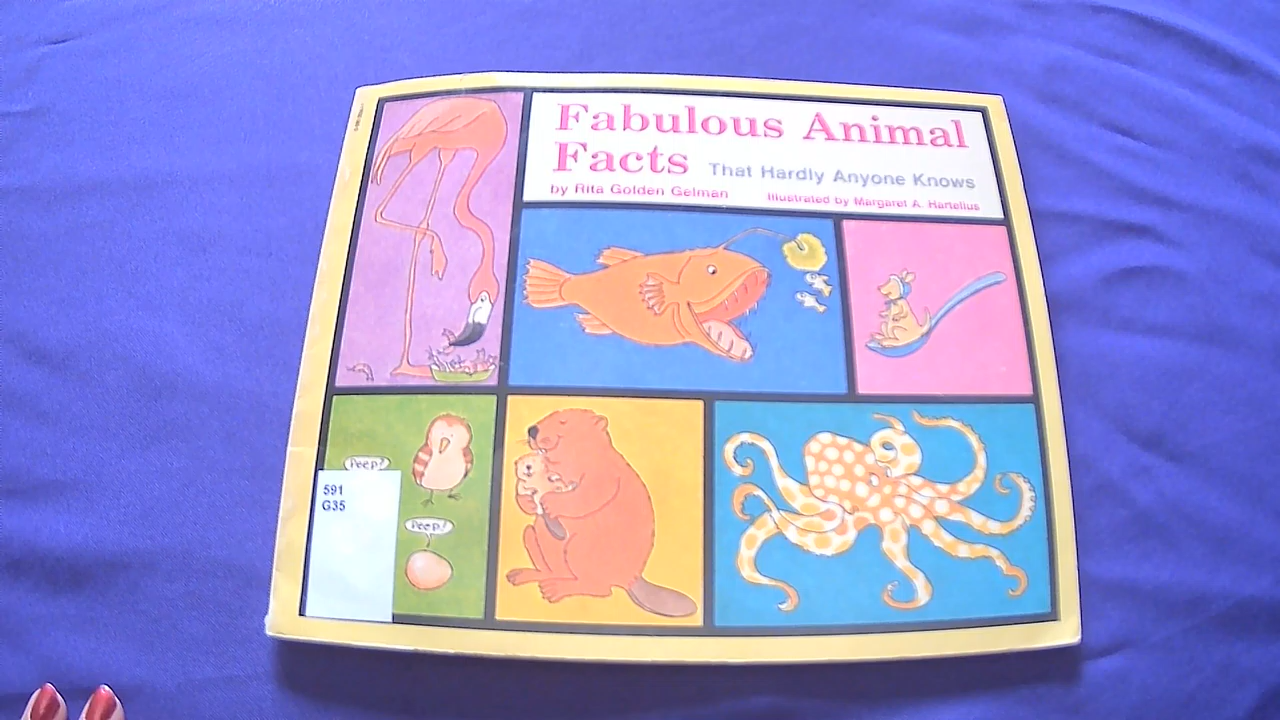 Fabulous Animal
Facts That Hardly Anyone Knows
by Rita Golden Gelman Illustrated by Margaret A. Hartelius
Peep?
591
G35
Peep!